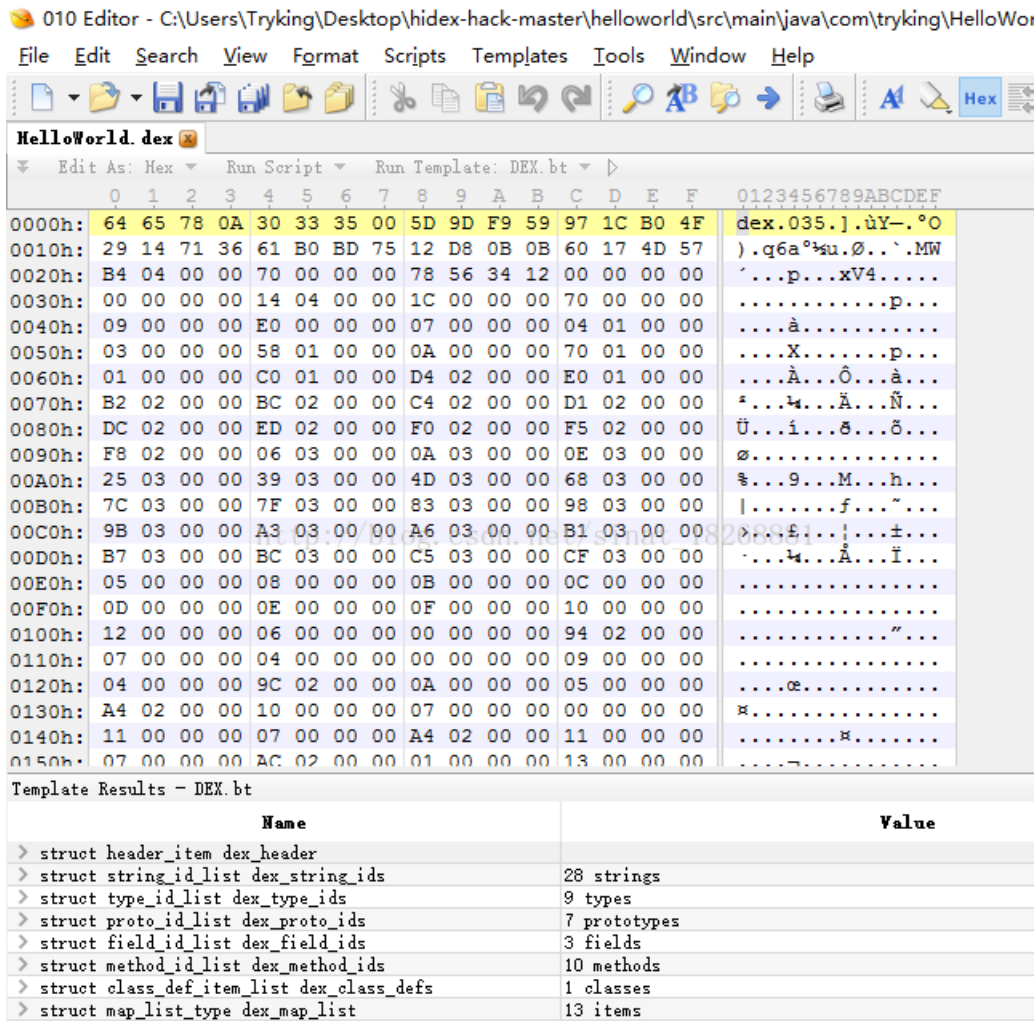 010 Editor - C:\Users\Tryking\Desktop\hidex-hack-master\helloworld\src\main\java\com\tryking\HelloWor
File Edit Search View Format Scripts Templates Tools Window Help
Hex
HelloWorld.dex
Edit As: Hex Run Script Run Template: DEX.bt
0 1 2 3 4 5 6 7 8 9 A B C D E F 0123456789ABCDEF
0000h: 64 65 78 0A 30 33 35 00 5D 9D F9 59 97 1C B0 4F dex.035.].ùY—.°O
0010h: 29 14 71 36 61 B0 BD 75 12 D8 0B 0B 60 17 4D 57 ).q6a°½u.Ø..`.MW
0020h: B4 04 00 00 70 00 00 00 78 56 34 12 00 00 00 00 ´...p...xV4.....
0030h: 00 00 00 00 14 04 00 00 1C 00 00 00 70 00 00 00 ............p...
0040h: 09 00 00 00 E0 00 00 00 07 00 00 00 04 01 00 00 ....à...........
0050h: 03 00 00 00 58 01 00 00 0A 00 00 00 70 01 00 00 ....X.......p...
0060h: 01 00 00 00 C0 01 00 00 D4 02 00 00 E0 01 00 00 ....À...Ô...à...
0070h: B2 02 00 00 BC 02 00 00 C4 02 00 00 D1 02 00 00 ²...¼...Ä...Ñ...
0080h: DC 02 00 00 ED 02 00 00 F0 02 00 00 F5 02 00 00 Ü...í...ð...õ...
0090h: F8 02 00 00 06 03 00 00 0A 03 00 00 0E 03 00 00 ø...............
00A0h: 25 03 00 00 39 03 00 00 4D 03 00 00 68 03 00 00 %...9...M...h...
00B0h: 7C 03 00 00 7F 03 00 00 83 03 00 00 98 03 00 00 |.......ƒ...˜...
00C0h: 9B 03 00 00 A3 03 00 00 A6 03 00 00 B1 03 00 00 ›...£...¦...±...
http://blog.csdn.net/sinat_18268881
00D0h: B7 03 00 00 BC 03 00 00 C5 03 00 00 CF 03 00 00 ·...¼...Å...Ï...
00E0h: 05 00 00 00 08 00 00 00 0B 00 00 00 0C 00 00 00 ................
00F0h: 0D 00 00 00 0E 00 00 00 0F 00 00 00 10 00 00 00 ................
0100h: 12 00 00 00 06 00 00 00 00 00 00 00 94 02 00 00 ............”...
0110h: 07 00 00 00 04 00 00 00 00 00 00 00 09 00 00 00 ................
0120h: 04 00 00 00 9C 02 00 00 0A 00 00 00 05 00 00 00 ....œ...........
0130h: A4 02 00 00 10 00 00 00 07 00 00 00 00 00 00 00 ¤...............
0140h: 11 00 00 00 07 00 00 00 A4 02 00 00 11 00 00 00 ........¤.......
0150h: 07 00 00 00 AC 02 00 00 01 00 00 00 13 00 00 00 ....¬...........
Template Results - DEX.bt
Name Value
struct header_item dex_header
struct string_id_list dex_string_ids 28 strings
struct type_id_list dex_type_ids 9 types
struct proto_id_list dex_proto_ids 7 prototypes
struct field_id_list dex_field_ids 3 fields
struct method_id_list dex_method_ids 10 methods
struct class_def_item_list dex_class_defs 1 classes
struct map_list_type dex_map_list 13 items